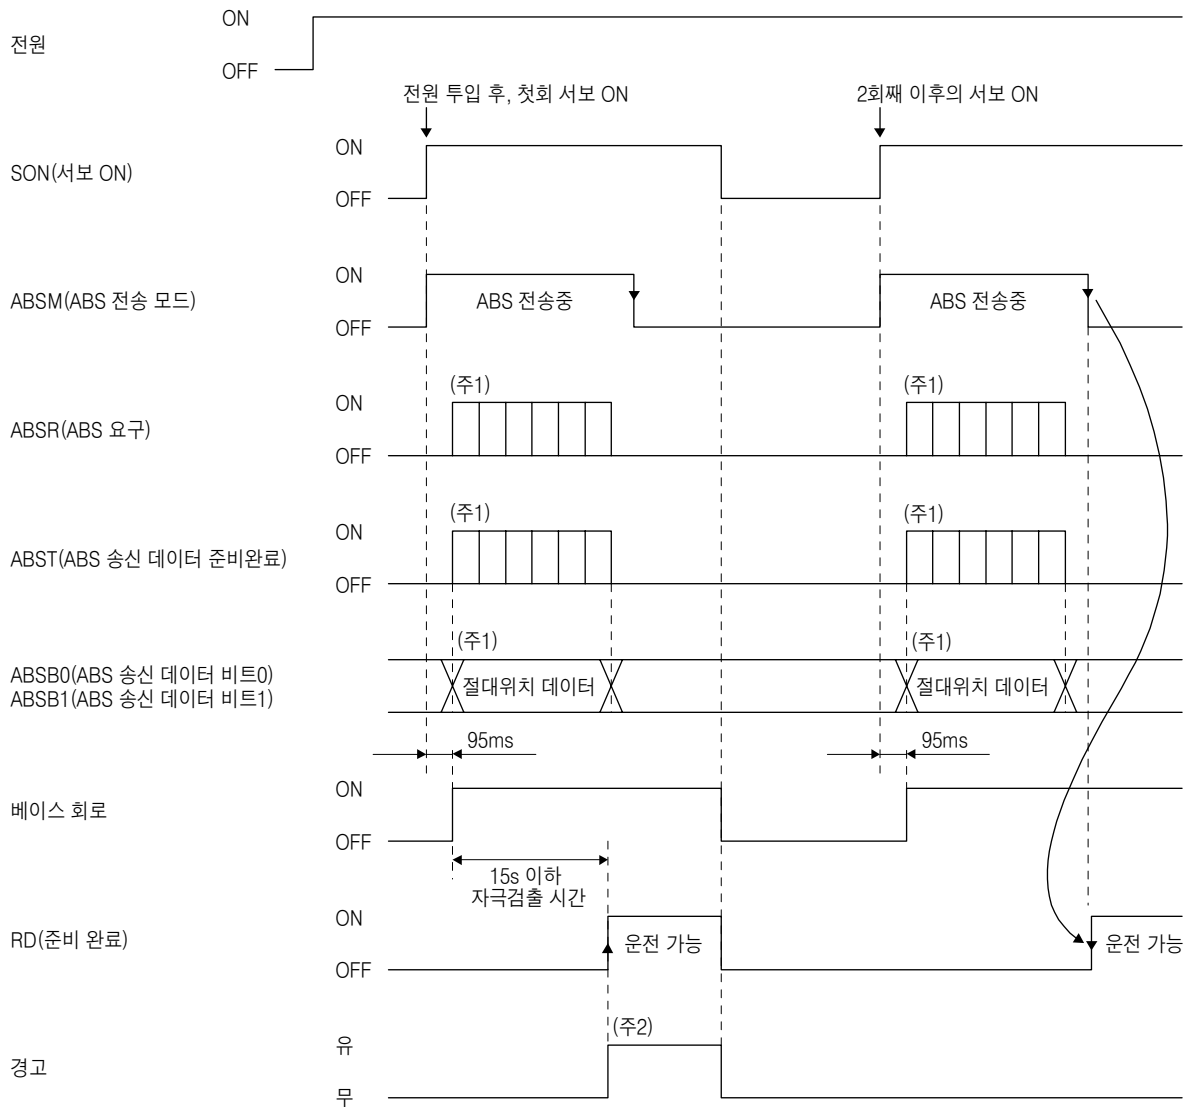 전원
ON
OFF
전원 투입 후, 첫회 서보 ON
2회째 이후의 서보 ON
SON(서보 ON)
ON
OFF
ABSM(ABS 전송 모드)
ON
OFF
ABS 전송중
ABS 전송중
ABSR(ABS 요구)
ON
OFF
(주1)
(주1)
ABST(ABS 송신 데이터 준비완료)
ON
OFF
(주1)
(주1)
ABSB0(ABS 송신 데이터 비트0)
ABSB1(ABS 송신 데이터 비트1)
(주1)
절대위치 데이터
(주1)
절대위치 데이터
95ms
95ms
베이스 회로
ON
OFF
15s 이하
자극검출 시간
RD(준비 완료)
ON
OFF
운전 가능
운전 가능
경고
유
무
(주2)